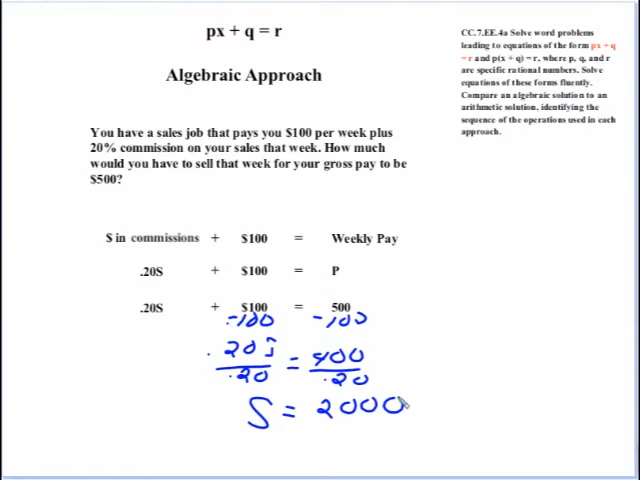 px + q = r
Algebraic Approach
CC.7.EE.4a Solve word problems
leading to equations of the form px + q
= r and p(x + q) = r, where p, q, and r
are specific rational numbers. Solve
equations of these forms fluently.
Compare an algebraic solution to an
arithmetic solution, identifying the
sequence of the operations used in each
approach.
You have a sales job that pays you $100 per week plus
20% commission on your sales that week. How much
would you have to sell that week for your gross pay to be
$500?
$ in commissions + $100 = Weekly Pay
.20S + $100 = P
.20S + $100 = 500
-100 -100
.20S = 400
.20 .20
S = 2000